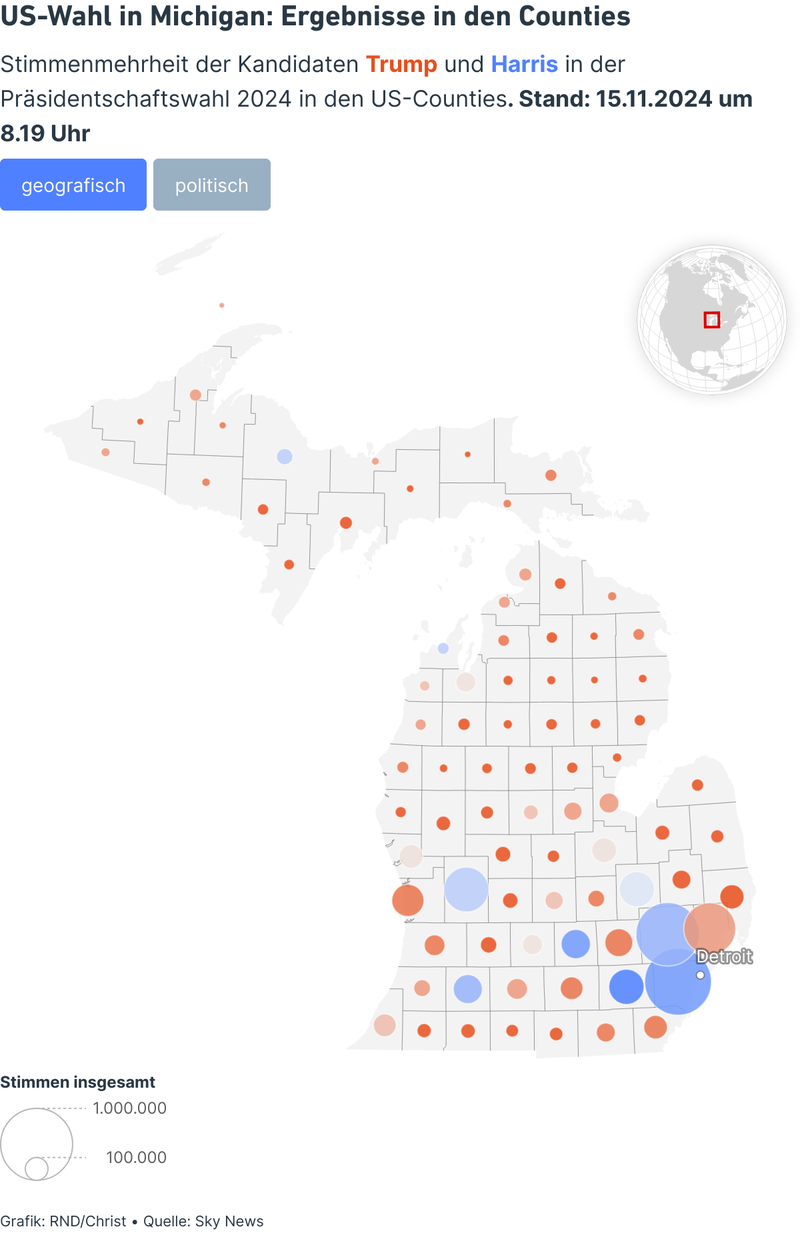 US-Wahl in Michigan: Ergebnisse in den Counties
Stimmenmehrheit der Kandidaten Trump und Harris in der
Präsidentschaftswahl 2024 in den US-Counties. Stand: 15.11.2024 um
8.19 Uhr
geografisch politisch
Detroit
Stimmen insgesamt
1.000.000
100.000
Grafik: RND/Christ • Quelle: Sky News